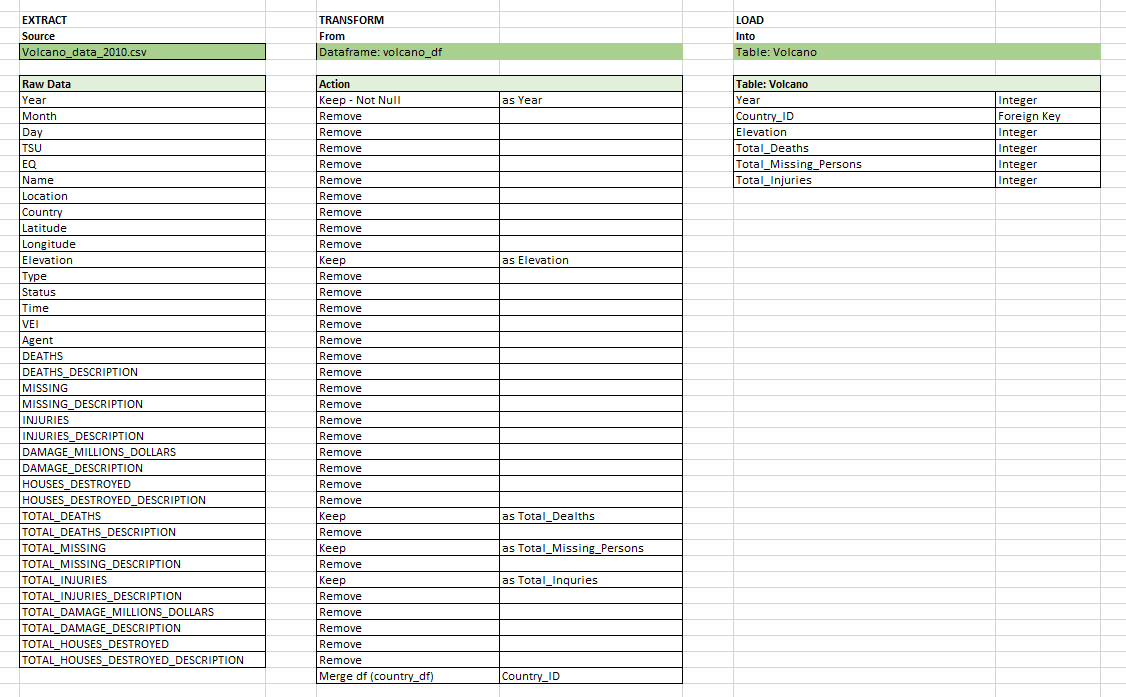 EXTRACT TRANSFORM LOAD
Source From Into
Volcano_data_2010.csv Dataframe: volcano_df Table: Volcano
Raw Data Action Table: Volcano
Year Keep - Not Null as Year Year Integer
Month Remove Country_ID Foreign Key
Day Remove Elevation Integer
TSU Remove Total_Deaths Integer
EQ Remove Total_Missing_Persons Integer
Name Remove Total_Injuries Integer
Location Remove
Country Remove
Latitude Remove
Longitude Remove
Elevation Keep as Elevation
Type Remove
Status Remove
Time Remove
VEI Remove
Agent Remove
DEATHS Remove
DEATHS_DESCRIPTION Remove
MISSING Remove
MISSING_DESCRIPTION Remove
INJURIES Remove
INJURIES_DESCRIPTION Remove
DAMAGE_MILLIONS_DOLLARS Remove
DAMAGE_DESCRIPTION Remove
HOUSES_DESTROYED Remove
HOUSES_DESTROYED_DESCRIPTION Remove
TOTAL_DEATHS Keep as Total_Dealths
TOTAL_DEATHS_DESCRIPTION Remove
TOTAL_MISSING Keep as Total_Missing_Persons
TOTAL_MISSING_DESCRIPTION Remove
TOTAL_INJURIES Keep as Total_Inquries
TOTAL_INJURIES_DESCRIPTION Remove
TOTAL_DAMAGE_MILLIONS_DOLLARS Remove
TOTAL_DAMAGE_DESCRIPTION Remove
TOTAL_HOUSES_DESTROYED Remove
TOTAL_HOUSES_DESTROYED_DESCRIPTION Remove
Merge df (country_df) Country_ID